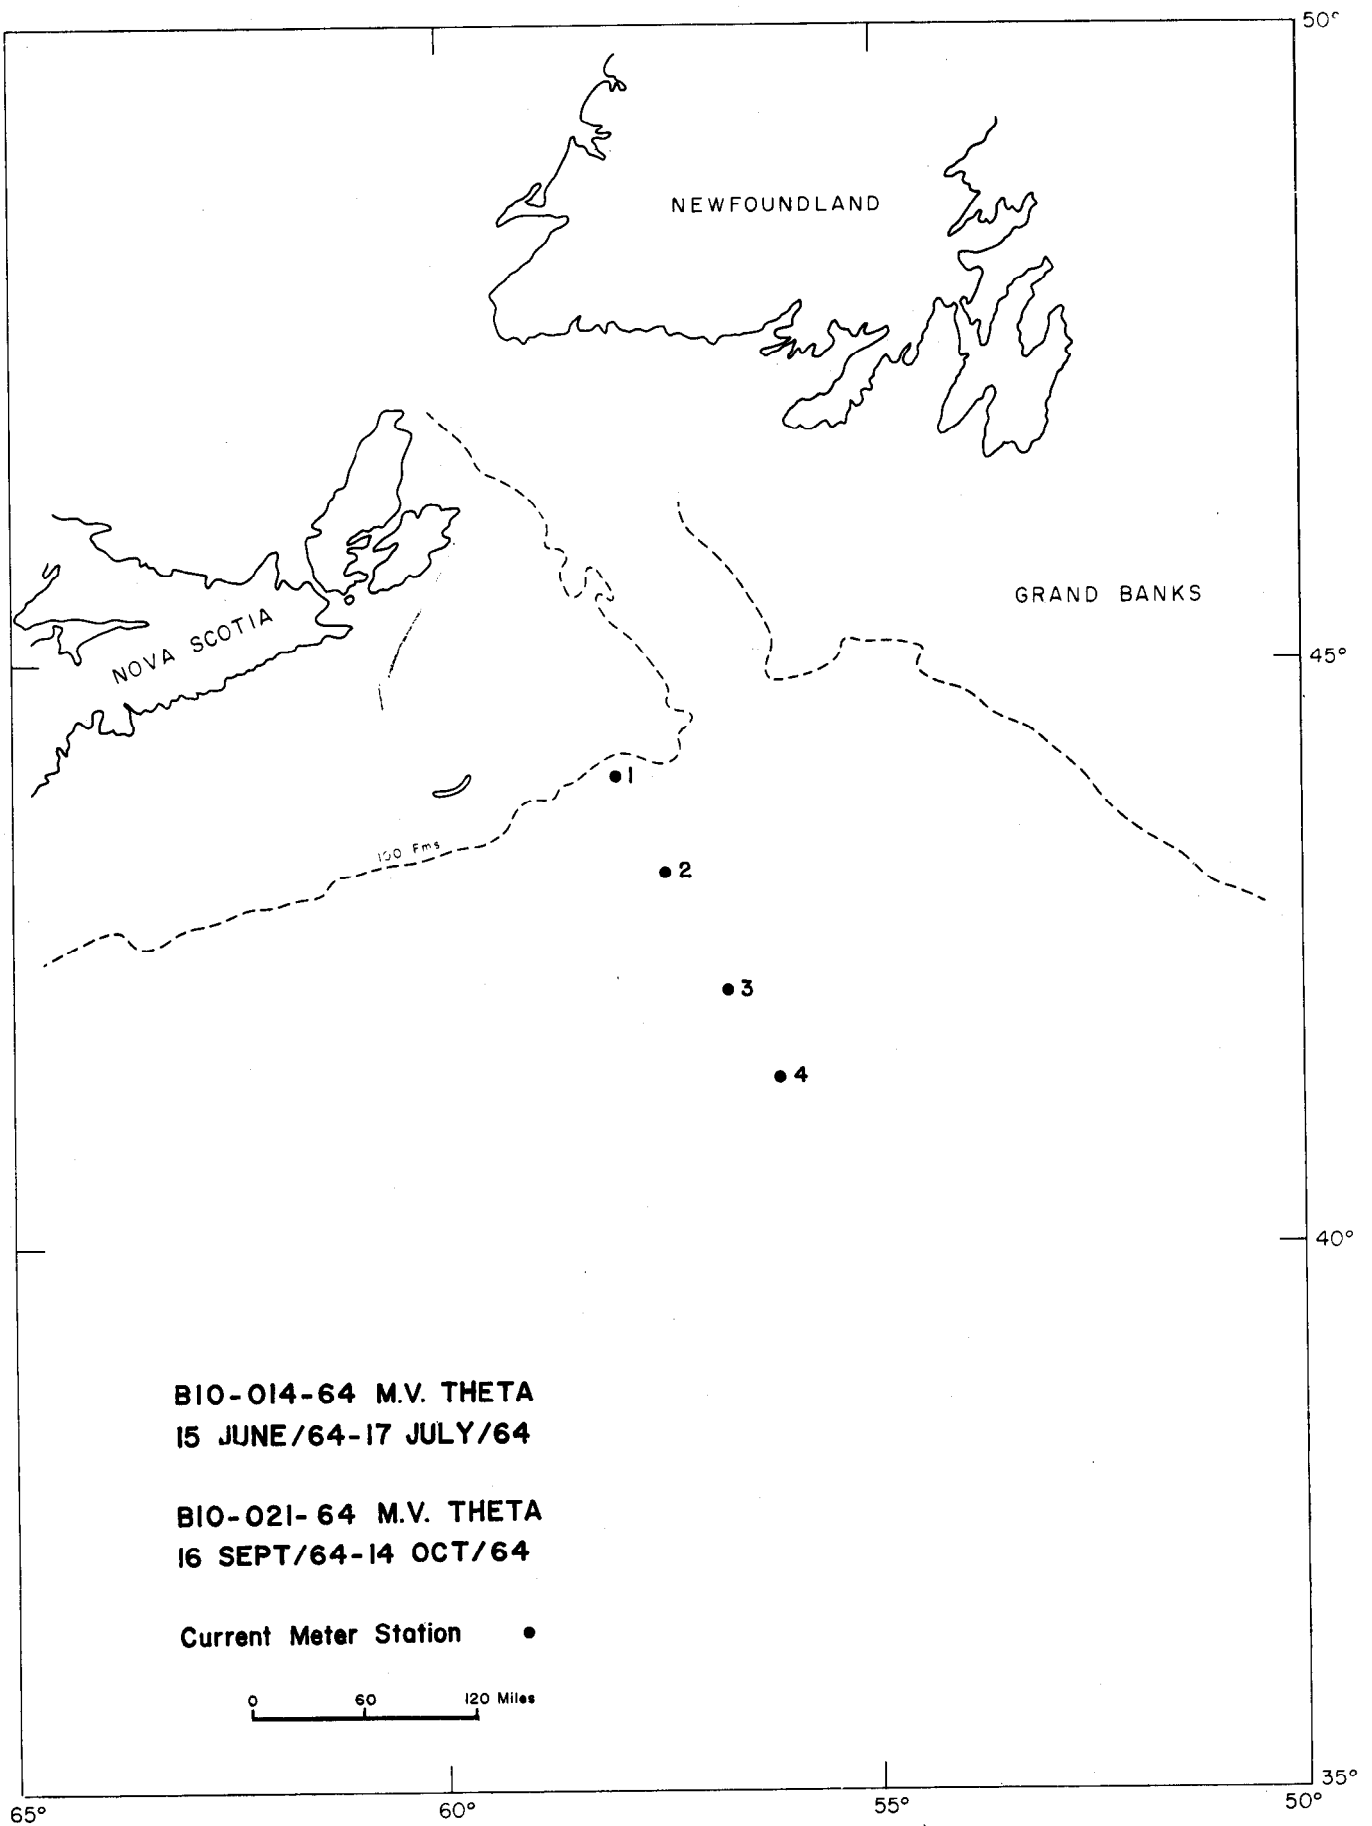 50°
NEWFOUNDLAND
GRAND BANKS
NOVA SCOTIA
45°
1
100 Fms
2
3
4
40°
BIO-014-64 M.V. THETA
15 JUNE/64-17 JULY/64
BIO-021-64 M.V. THETA
16 SEPT/64-14 OCT/64
Current Meter Station
0 60 120 Miles
35°
65° 60° 55° 50°